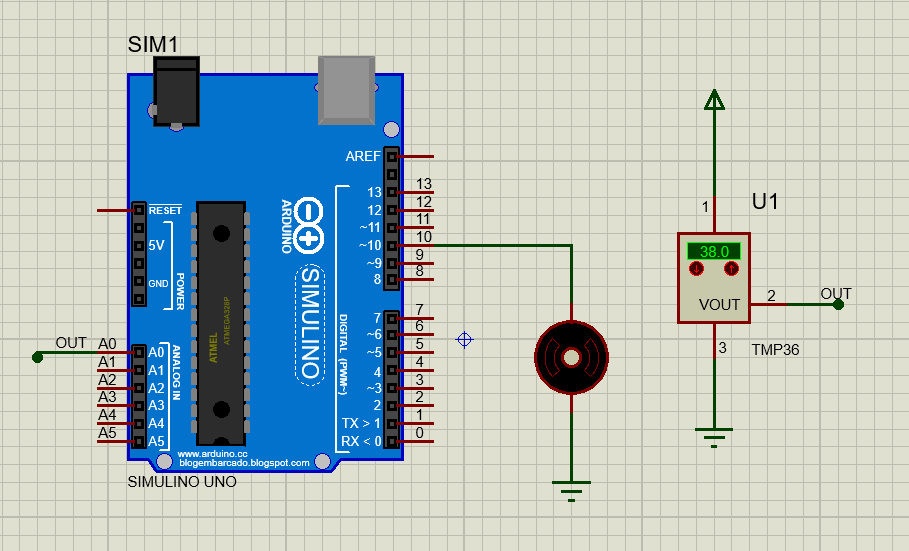 SIM1
AREF
13 13
12 12
~11 11
~10 10
~9 9
8 8
RESET
5V
GND
POWER
ARDUINO
SIMULINO
ATMEL
ATMEGA328P
DIGITAL (PWM~)
7 7
~6 6
~5 5
4 4
~3 3
2 2
TX > 1 1
RX < 0 0
OUT A0 A0
A1 A1
A2 A2
A3 A3
A4 A4
A5 A5
ANALOG IN
www.arduino.cc
blogembarcado.blogspot.com
SIMULINO UNO
1
U1
38.0
VOUT
2
OUT
3
TMP36